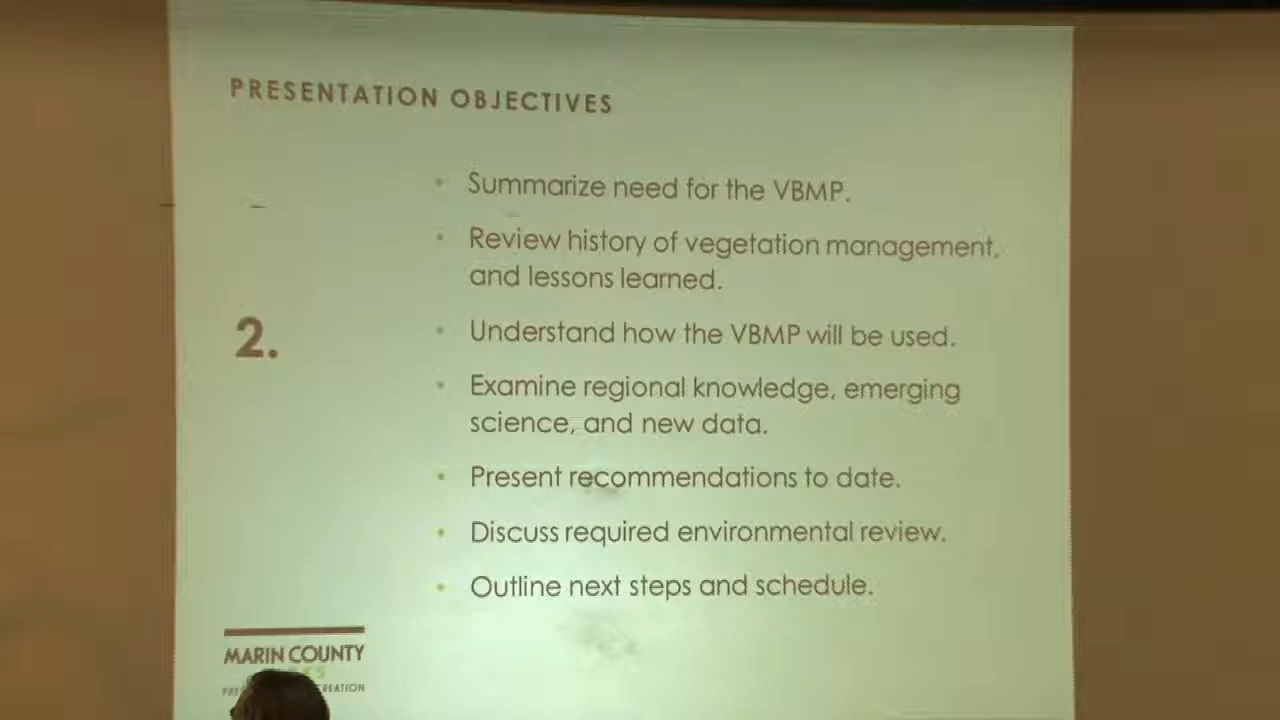 PRESENTATION OBJECTIVES
• Summarize need for the VBMP.
• Review history of vegetation management,
and lessons learned.
2.
• Understand how the VBMP will be used.
• Examine regional knowledge, emerging
science, and new data.
• Present recommendations to date.
• Discuss required environmental review.
• Outline next steps and schedule.
MARIN COUNTY